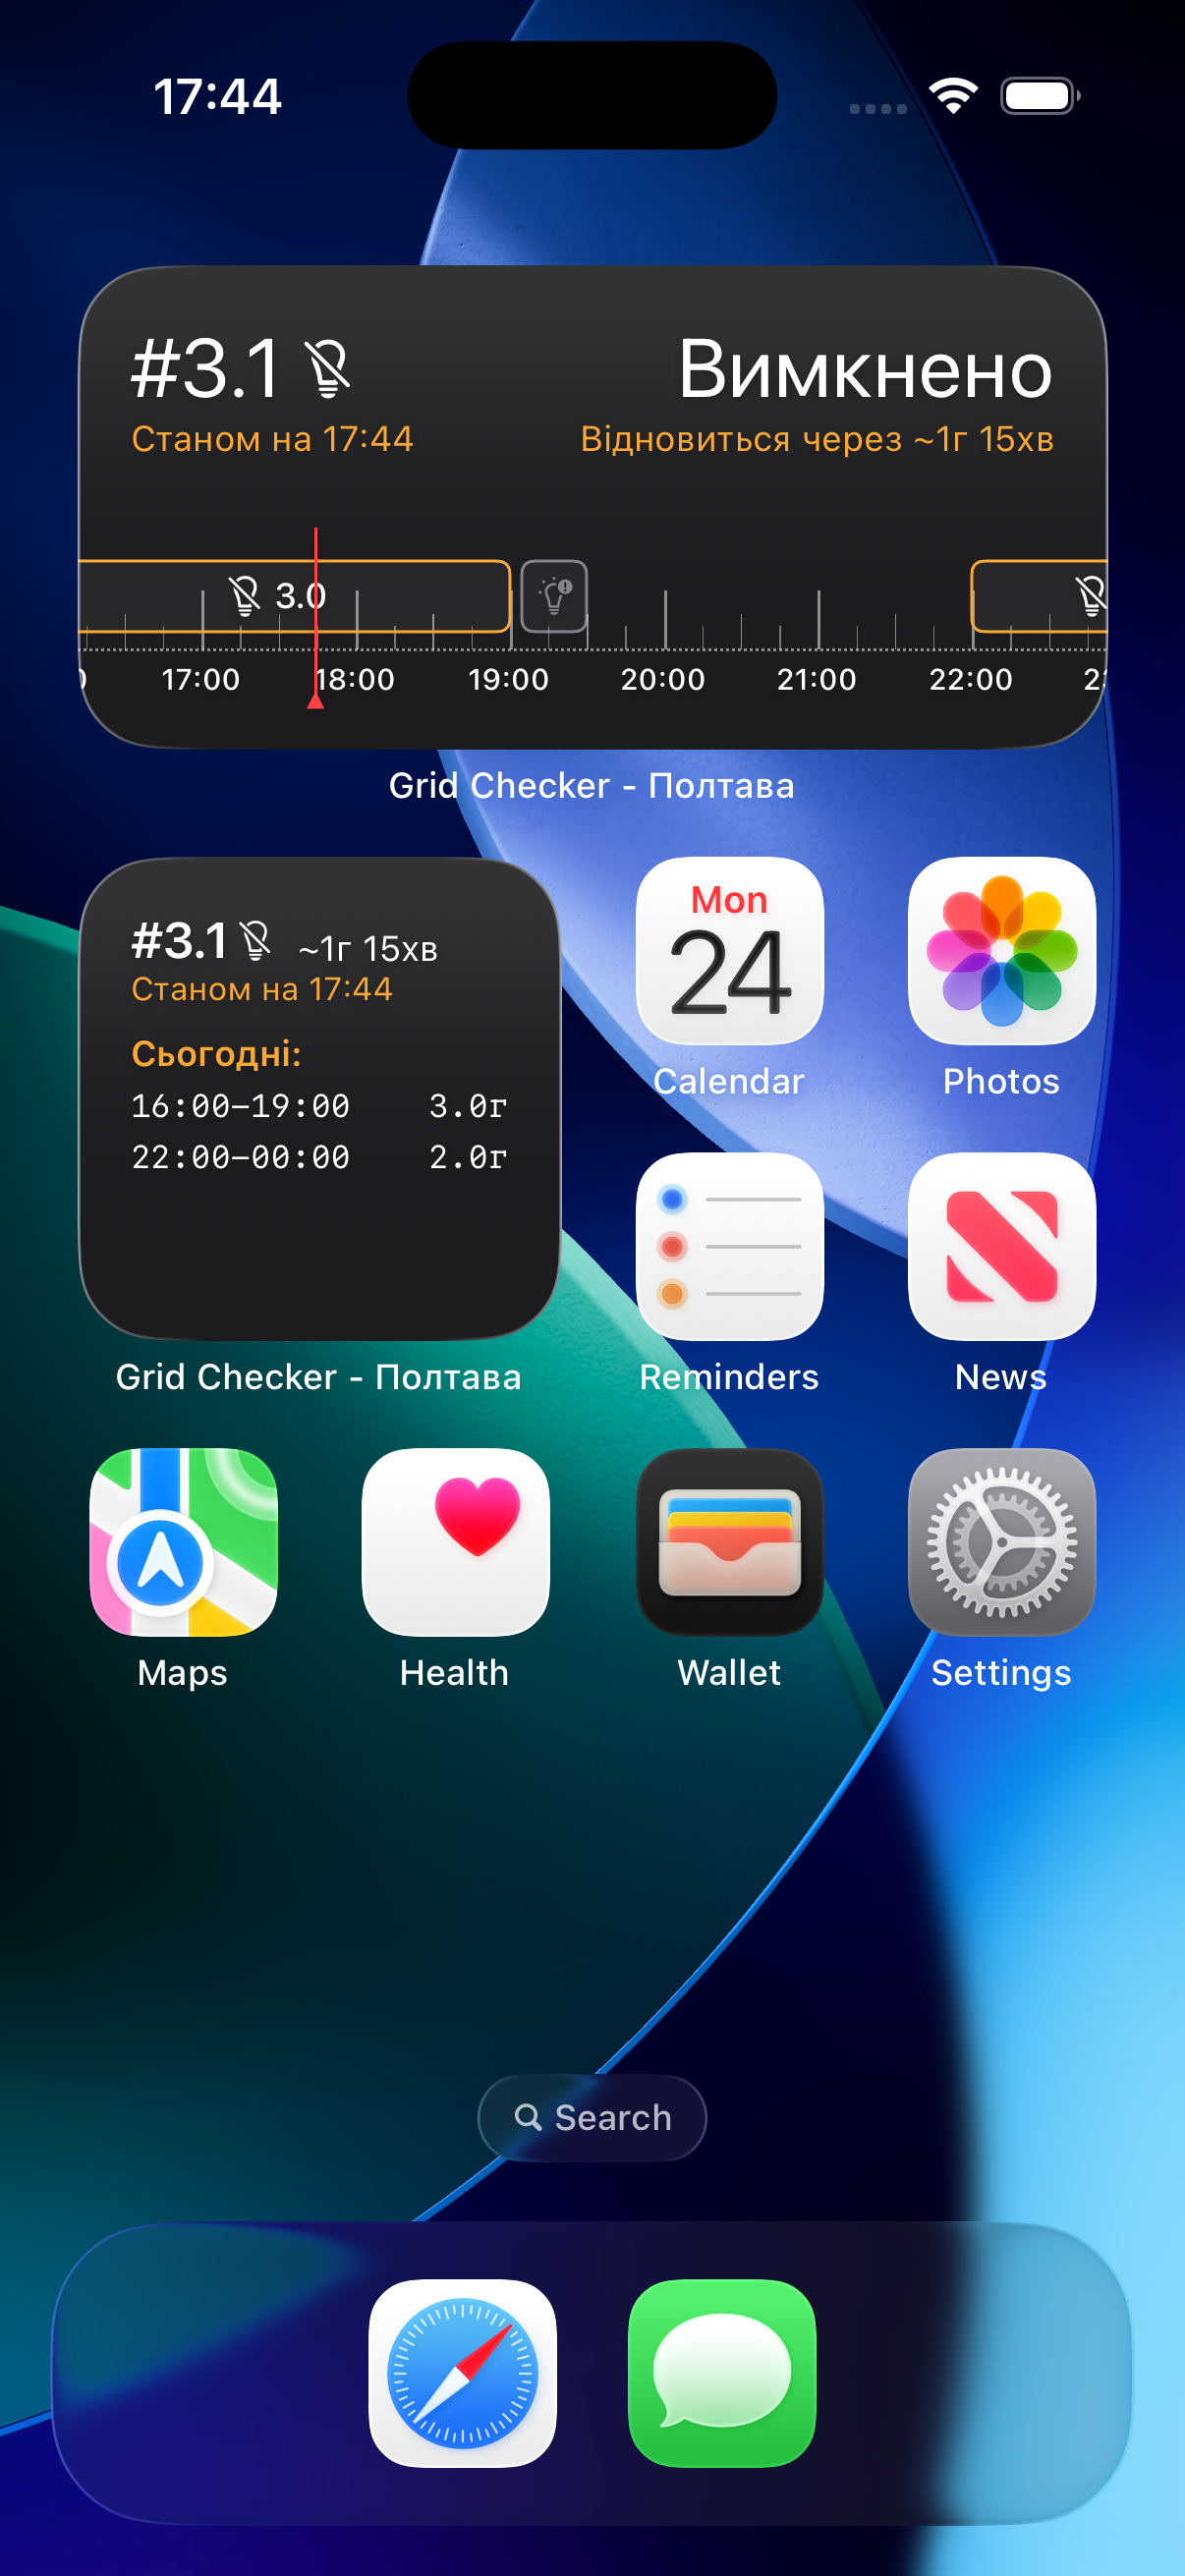 17:44
#3.1 Вимкнено
Станом на 17:44 Відновиться через ~1г 15хв
3.0
17:00 18:00 19:00 20:00 21:00 22:00
Grid Checker - Полтава
#3.1 ~1г 15хв
Станом на 17:44
Сьогодні:
16:00–19:00 3.0г
22:00–00:00 2.0г
Grid Checker - Полтава
Mon
24
Calendar
Photos
Reminders
News
Maps
Health
Wallet
Settings
Search